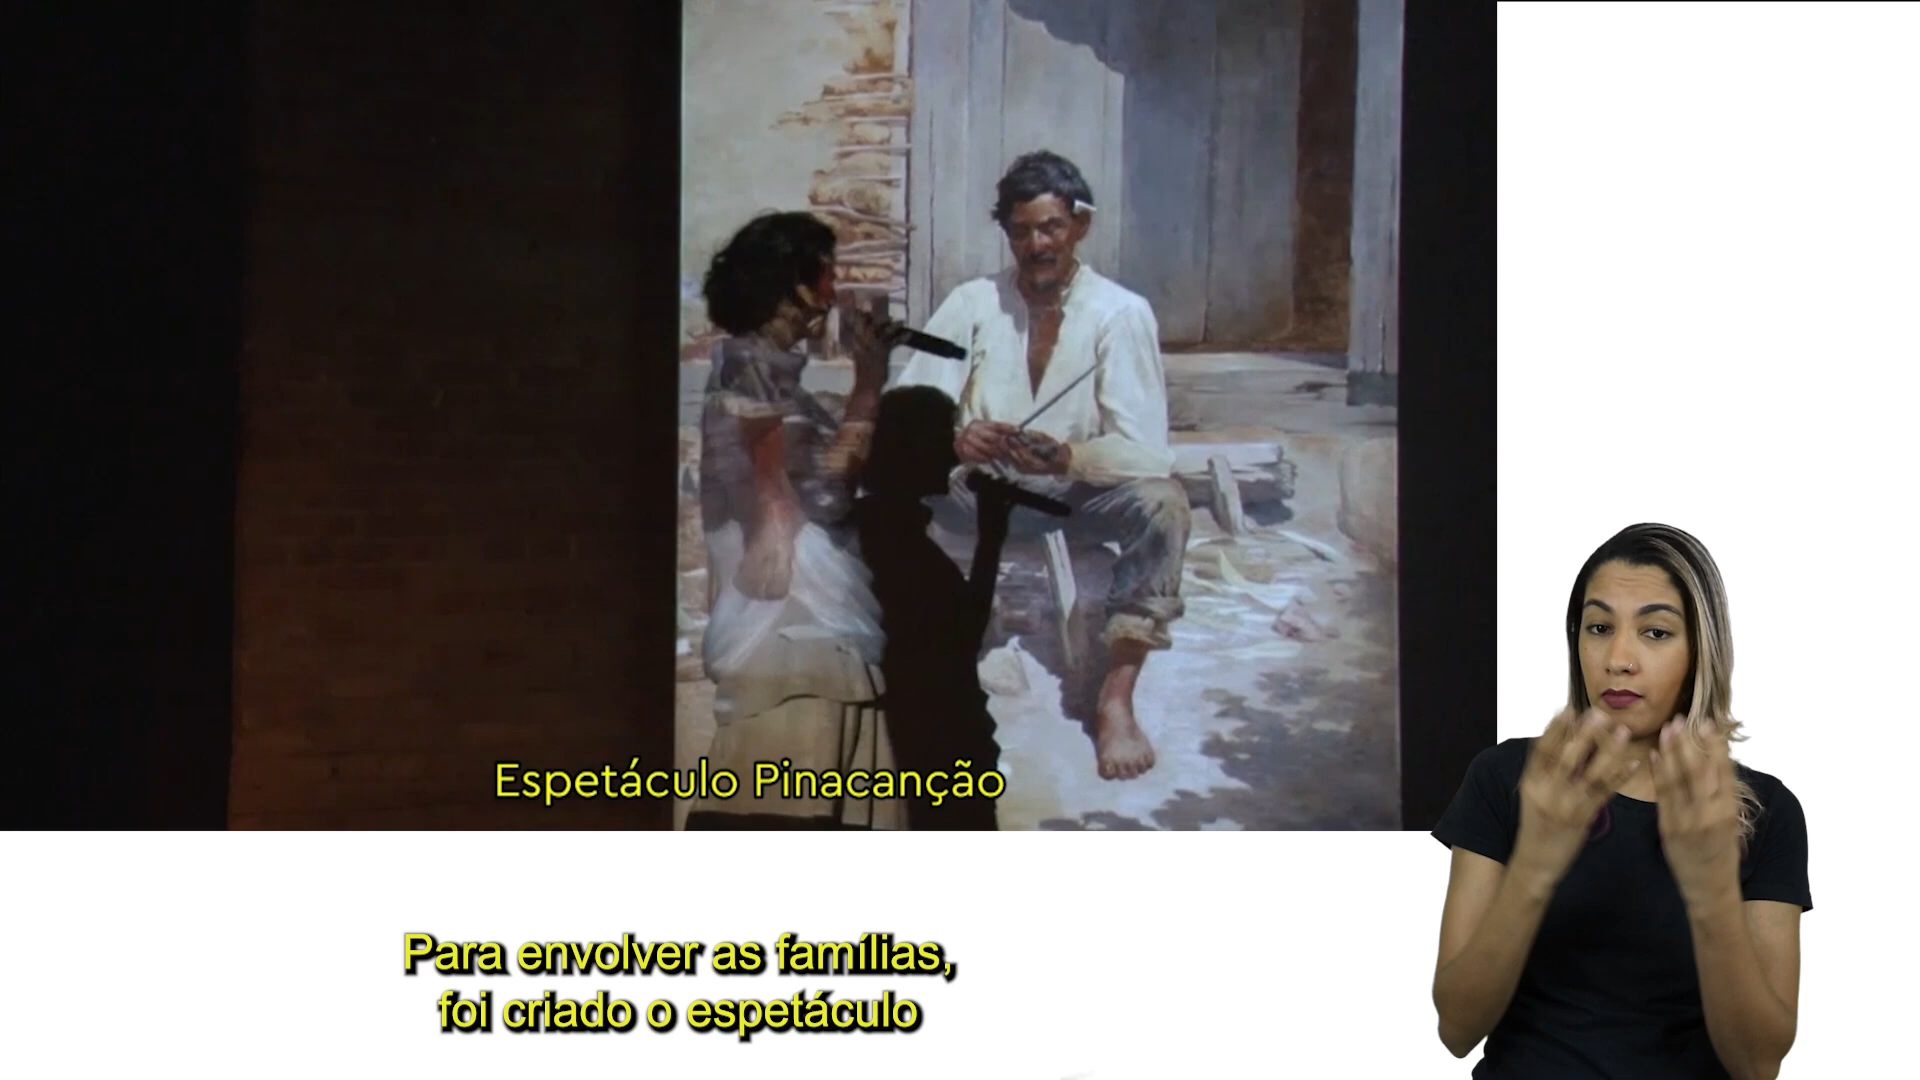 Espetáculo Pinacanção
Para envolver as famílias,
foi criado o espetáculo